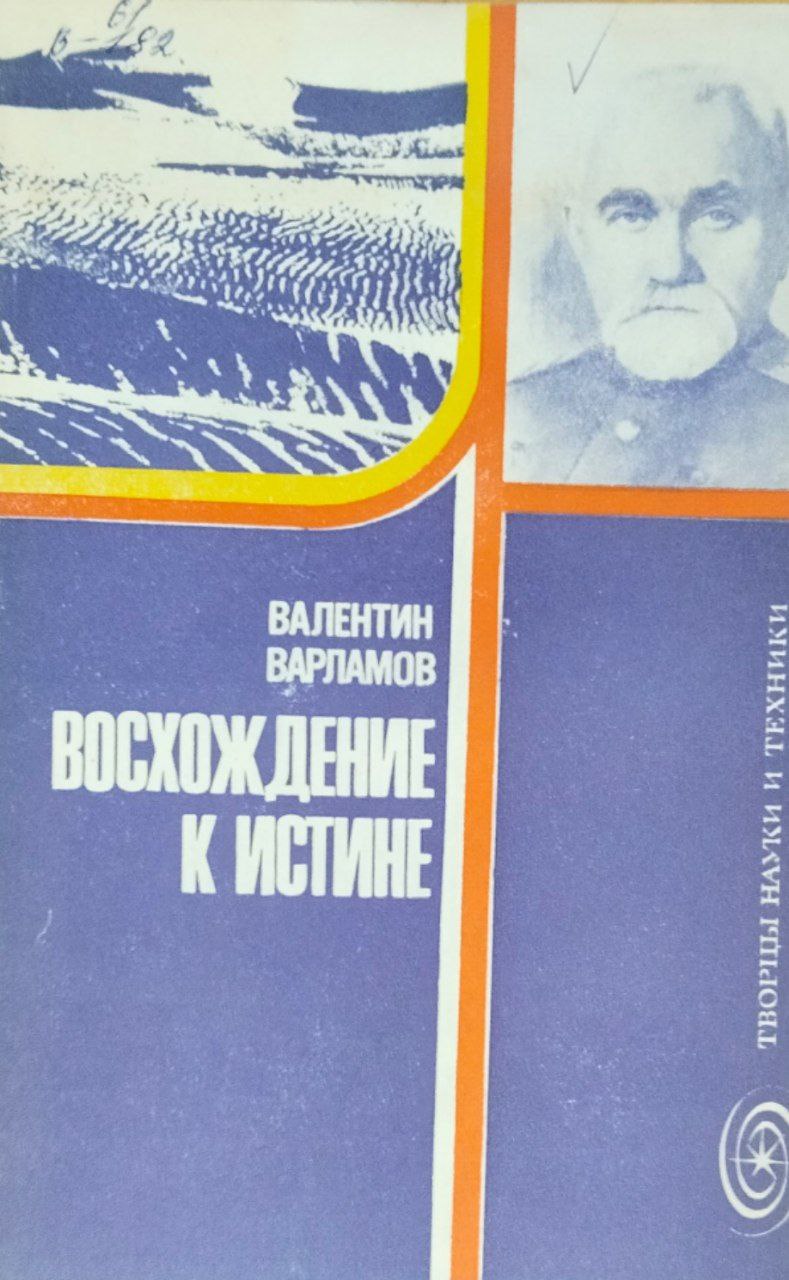 ВАЛЕНТИН
ВАРЛАМОВ
ВОСХОЖДЕНИЕ
К ИСТИНЕ
ТВОРЦЫ НАУКИ И ТЕХНИКИ